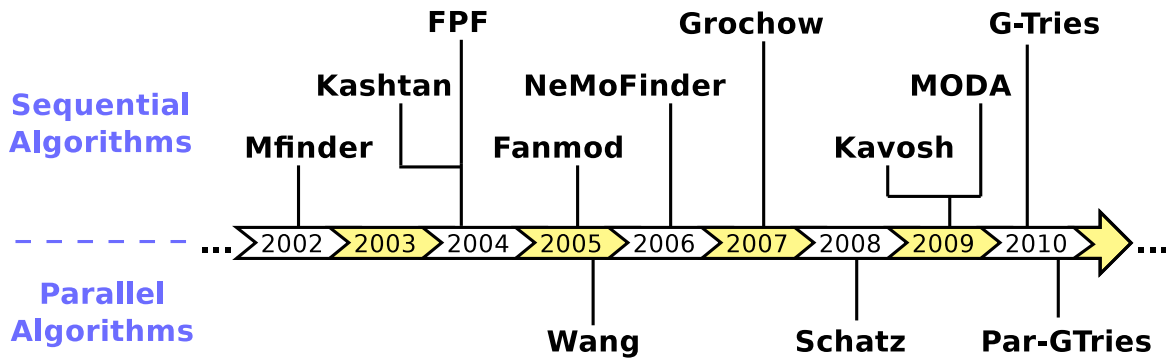 FPF
Grochow
G-Tries
Kashtan
NeMoFinder
MODA
Sequential
Algorithms
Mfinder
Fanmod
Kavosh
... 2002 2003 2004 2005 2006 2007 2008 2009 2010 ...
Parallel
Algorithms
Wang
Schatz
Par-GTries